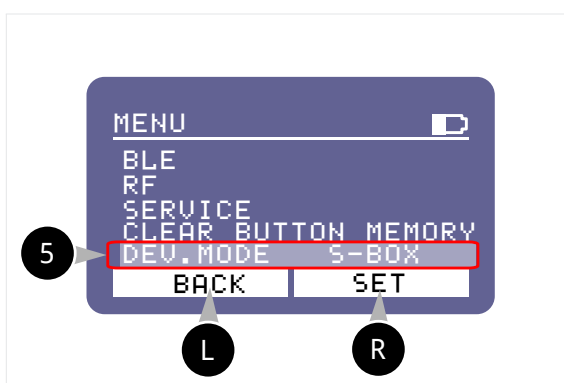 MENU
BLE
RF
SERVICE
CLEAR BUTTON MEMORY
DEV.MODE S-BOX
BACK SET
5
L R